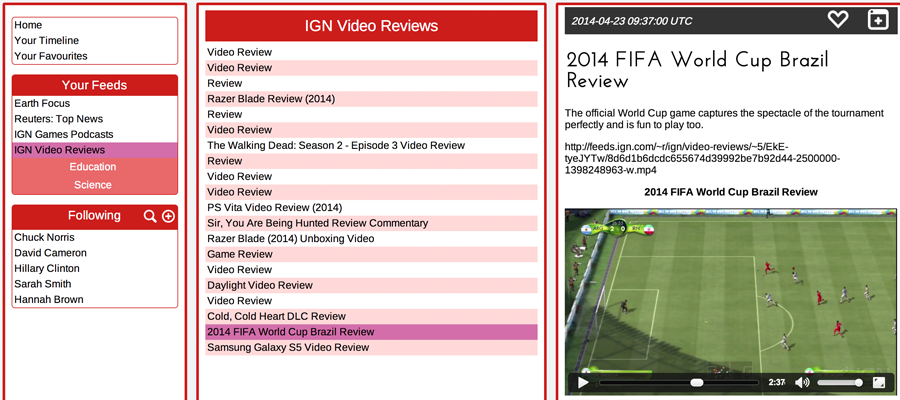 Home
Your Timeline
Your Favourites
Your Feeds
Earth Focus
Reuters: Top News
IGN Games Podcasts
IGN Video Reviews
Education
Science
Following
Chuck Norris
David Cameron
Hillary Clinton
Sarah Smith
Hannah Brown
IGN Video Reviews
Video Review
Video Review
Review
Razer Blade Review (2014)
Review
Video Review
The Walking Dead: Season 2 - Episode 3 Video Review
Review
Video Review
Video Review
PS Vita Video Review (2014)
Sir, You Are Being Hunted Review Commentary
Razer Blade (2014) Unboxing Video
Game Review
Video Review
Daylight Video Review
Video Review
Cold, Cold Heart DLC Review
2014 FIFA World Cup Brazil Review
Samsung Galaxy S5 Video Review
2014-04-23 09:37:00 UTC
2014 FIFA World Cup Brazil
Review
The official World Cup game captures the spectacle of the tournament
perfectly and is fun to play too.
http://feeds.ign.com/~r/ign/video-reviews/~5/EkE-
tyeJYTw/8d6d1b6dcdc655674d39992be7b92d44-2500000-
1398248963-w.mp4
2014 FIFA World Cup Brazil Review
2 0
2:37